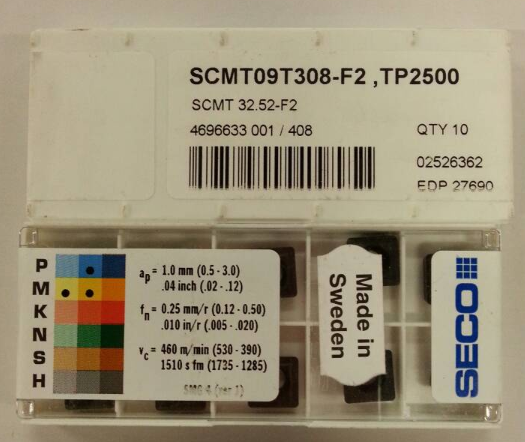 SCMT09T308-F2 ,TP2500
SCMT 32.52-F2
4696633 001 / 408
QTY 10
02526362
EDP 27690
P
M
K
N
S
H
ap = 1.0 mm (0.5 - 3.0)
.04 inch (.02 - .12)
fn = 0.25 mm/r (0.12 - 0.50)
.010 in/r (.005 - .020)
vc = 460 m/min (530 - 390)
1510 s fm (1735 - 1285)
Made in
Sweden
SECO